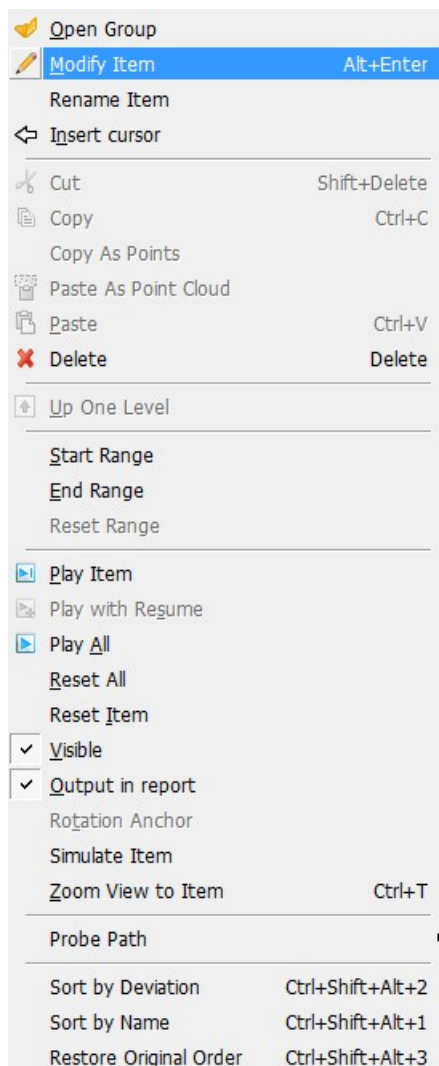 Open Group
Modify Item Alt+Enter
Rename Item
Insert cursor
Cut Shift+Delete
Copy Ctrl+C
Copy As Points
Paste As Point Cloud
Paste Ctrl+V
Delete Delete
Up One Level
Start Range
End Range
Reset Range
Play Item
Play with Resume
Play All
Reset All
Reset Item
Visible
Output in report
Rotation Anchor
Simulate Item
Zoom View to Item Ctrl+T
Probe Path
Sort by Deviation Ctrl+Shift+Alt+2
Sort by Name Ctrl+Shift+Alt+1
Restore Original Order Ctrl+Shift+Alt+3